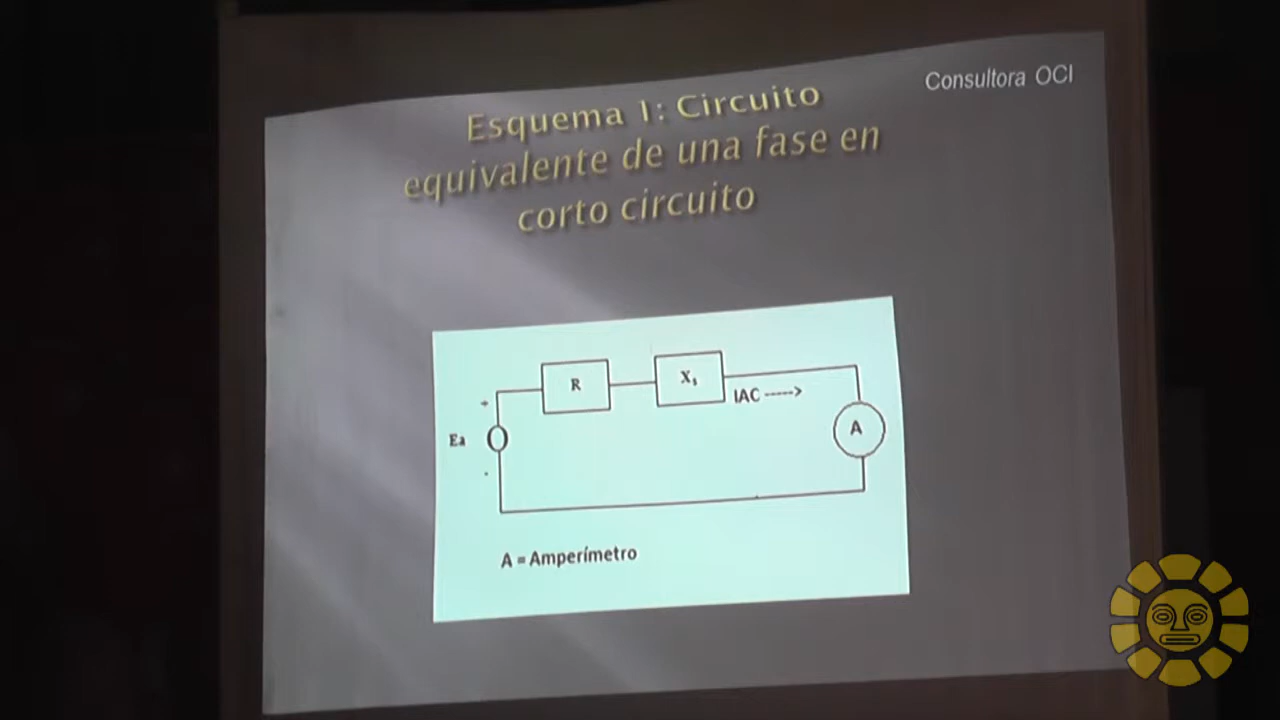 Consultora OCI
Esquema 1: Circuito
equivalente de una fase en
corto circuito
R
Xs
IAC ----->
+
Ea
-
A
A = Amperímetro